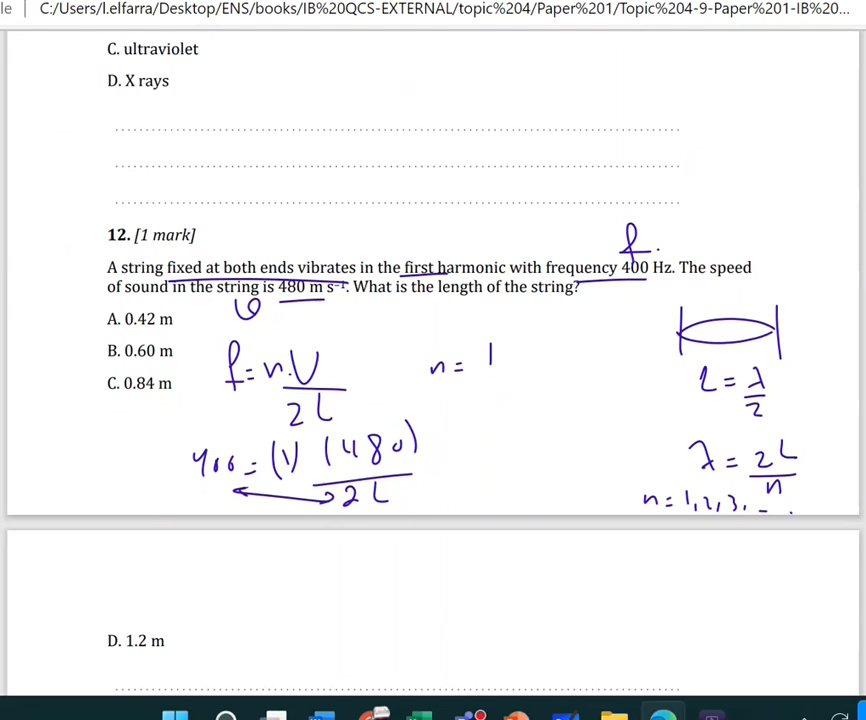 le | C:/Users/l.elfarra/Desktop/ENS/books/IB%20QCS-EXTERNAL/topic%204/Paper%201/Topic%204-9-Paper%201-IB%20...
C. ultraviolet
D. X rays
12. [1 mark]
f
A string fixed at both ends vibrates in the first harmonic with frequency 400 Hz. The speed
of sound in the string is 480 m s⁻¹. What is the length of the string?
A. 0.42 m
B. 0.60 m
C. 0.84 m
f = n.V / 2L
n = 1
L = λ/2
400 = (1) (480) / 2L
λ = 2L / n
n = 1, 2, 3, - .
D. 1.2 m